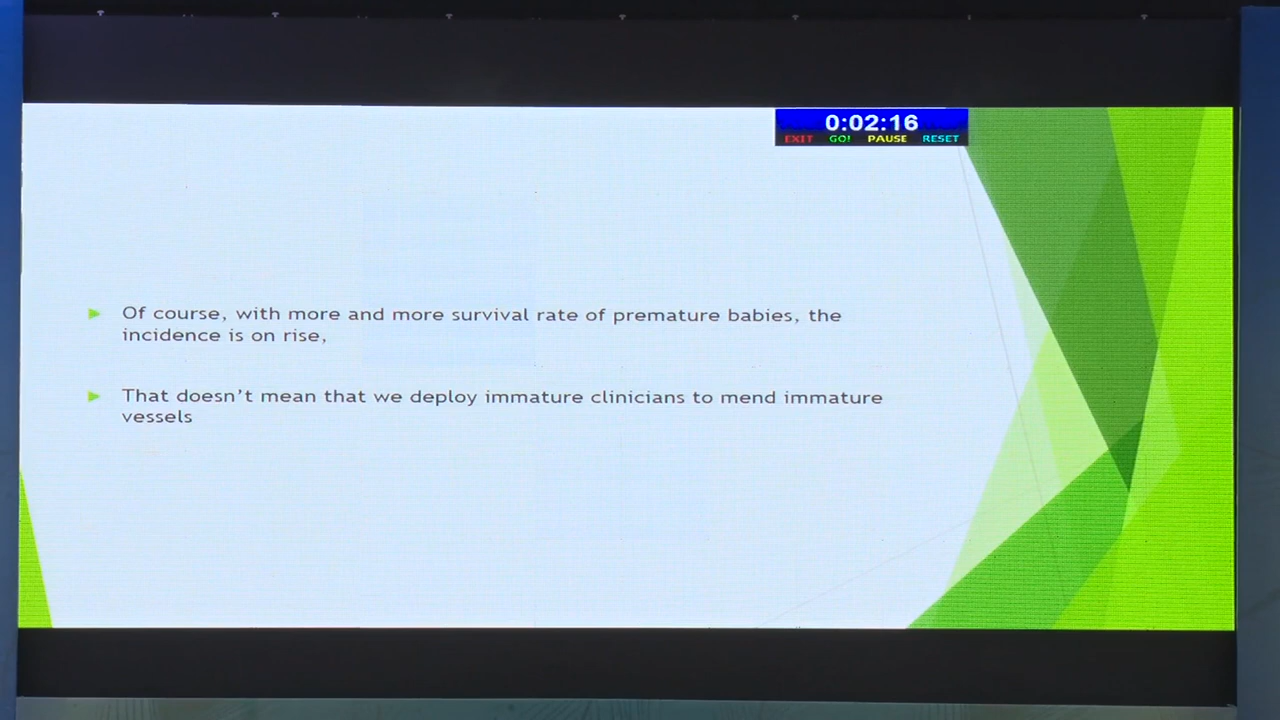 0:02:16
EXIT GO! PAUSE RESET
Of course, with more and more survival rate of premature babies, the
incidence is on rise,
That doesn't mean that we deploy immature clinicians to mend immature
vessels